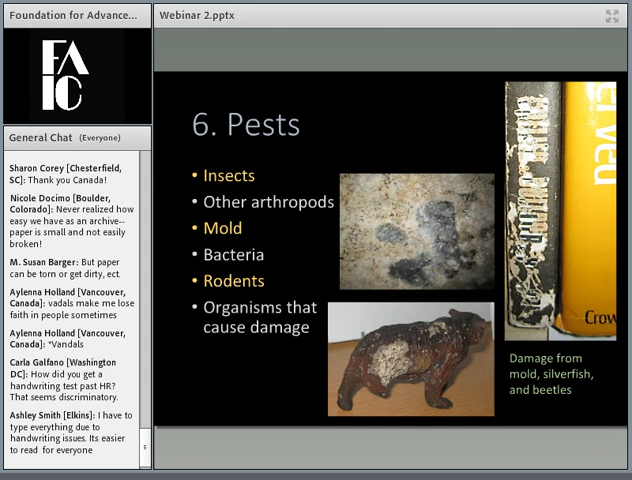 Foundation for Advance...
FA
IC
General Chat (Everyone)
Sharon Corey [Chesterfield,
SC]: Thank you Canada!
Nicole Docimo [Boulder,
Colorado]: Never realized how
easy we have as an archive--
paper is small and not easily
broken!
M. Susan Barger: But paper
can be torn or get dirty, ect.
Aylenna Holland [Vancouver,
Canada]: vadals make me lose
faith in people sometimes
Aylenna Holland [Vancouver,
Canada]: *Vandals
Carla Galfano [Washington
DC]: How did you get a
handwriting test past HR?
That seems discriminatory.
Ashley Smith [Elkins]: I have to
type everything due to
handwriting issues. Its easier
to read for everyone
Webinar 2.pptx
6. Pests
• Insects
• Other arthropods
• Mold
• Bacteria
• Rodents
• Organisms that
cause damage
Crow
Damage from
mold, silverfish,
and beetles